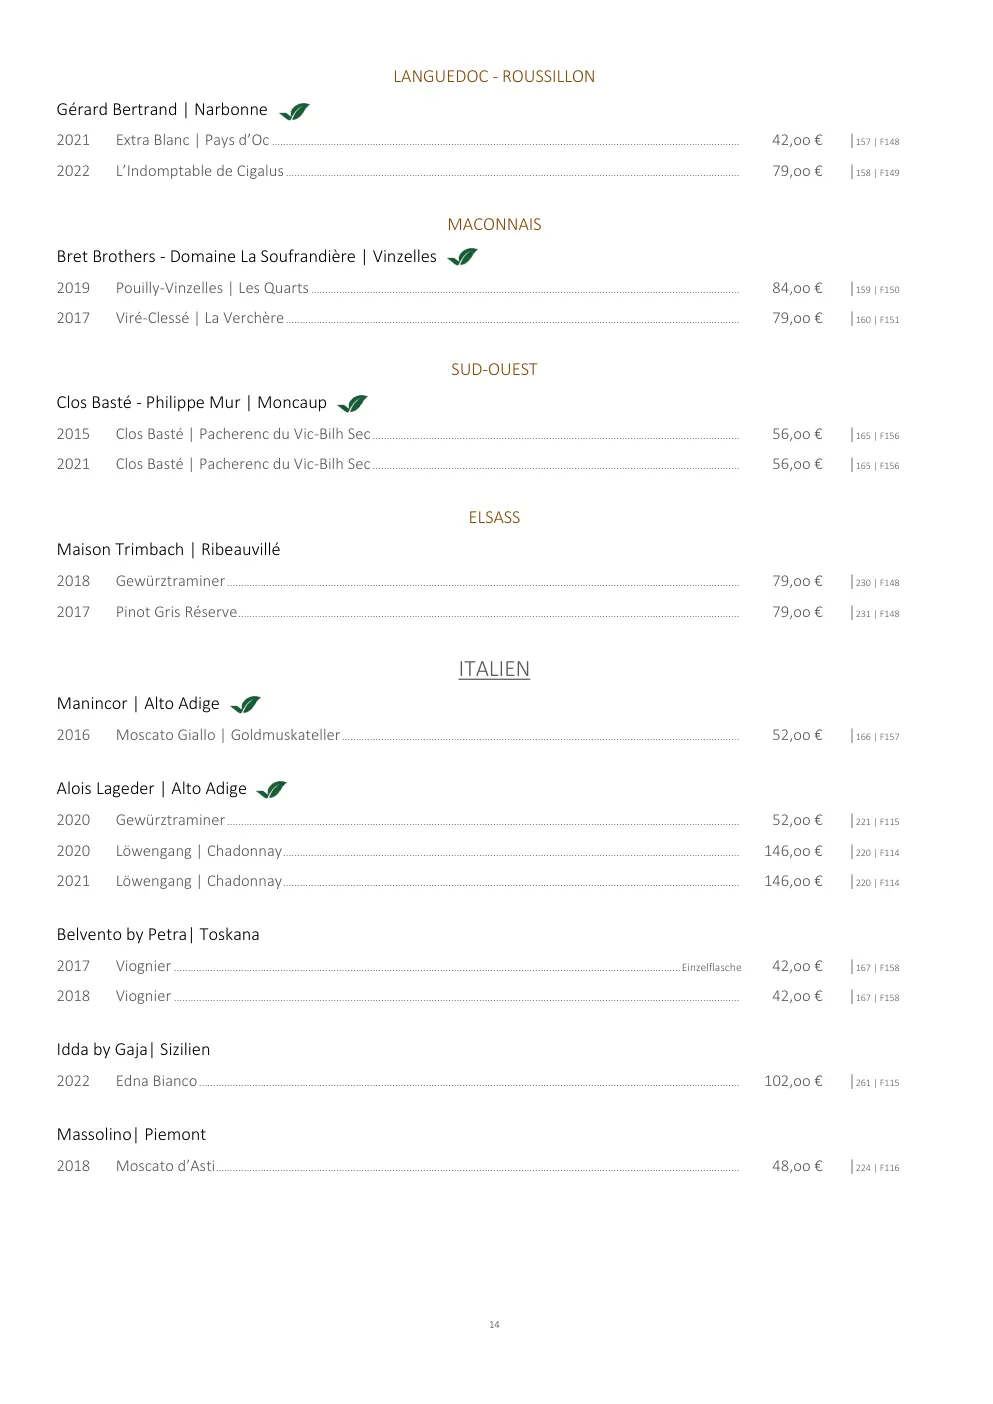 LANGUEDOC - ROUSSILLON
Gérard Bertrand | Narbonne
2021 Extra Blanc | Pays d’Oc 42,00 € | 157 | F148
2022 L’Indomptable de Cigalus 79,00 € | 158 | F149
MACONNAIS
Bret Brothers - Domaine La Soufrandière | Vinzelles
2019 Pouilly-Vinzelles | Les Quarts 84,00 € | 159 | F150
2017 Viré-Clessé | La Verchère 79,00 € | 160 | F151
SUD-OUEST
Clos Basté - Philippe Mur | Moncaup
2015 Clos Basté | Pacherenc du Vic-Bilh Sec 56,00 € | 165 | F156
2021 Clos Basté | Pacherenc du Vic-Bilh Sec 56,00 € | 165 | F156
ELSASS
Maison Trimbach | Ribeauvillé
2018 Gewürztraminer 79,00 € | 230 | F148
2017 Pinot Gris Réserve 79,00 € | 231 | F148
ITALIEN
Manincor | Alto Adige
2016 Moscato Giallo | Goldmuskateller 52,00 € | 166 | F157
Alois Lageder | Alto Adige
2020 Gewürztraminer 52,00 € | 221 | F115
2020 Löwengang | Chadonnay 146,00 € | 220 | F114
2021 Löwengang | Chadonnay 146,00 € | 220 | F114
Belvento by Petra| Toskana
2017 Viognier Einzelflasche 42,00 € | 167 | F158
2018 Viognier 42,00 € | 167 | F158
Idda by Gaja| Sizilien
2022 Edna Bianco 102,00 € | 261 | F115
Massolino| Piemont
2018 Moscato d’Asti 48,00 € | 224 | F116
14